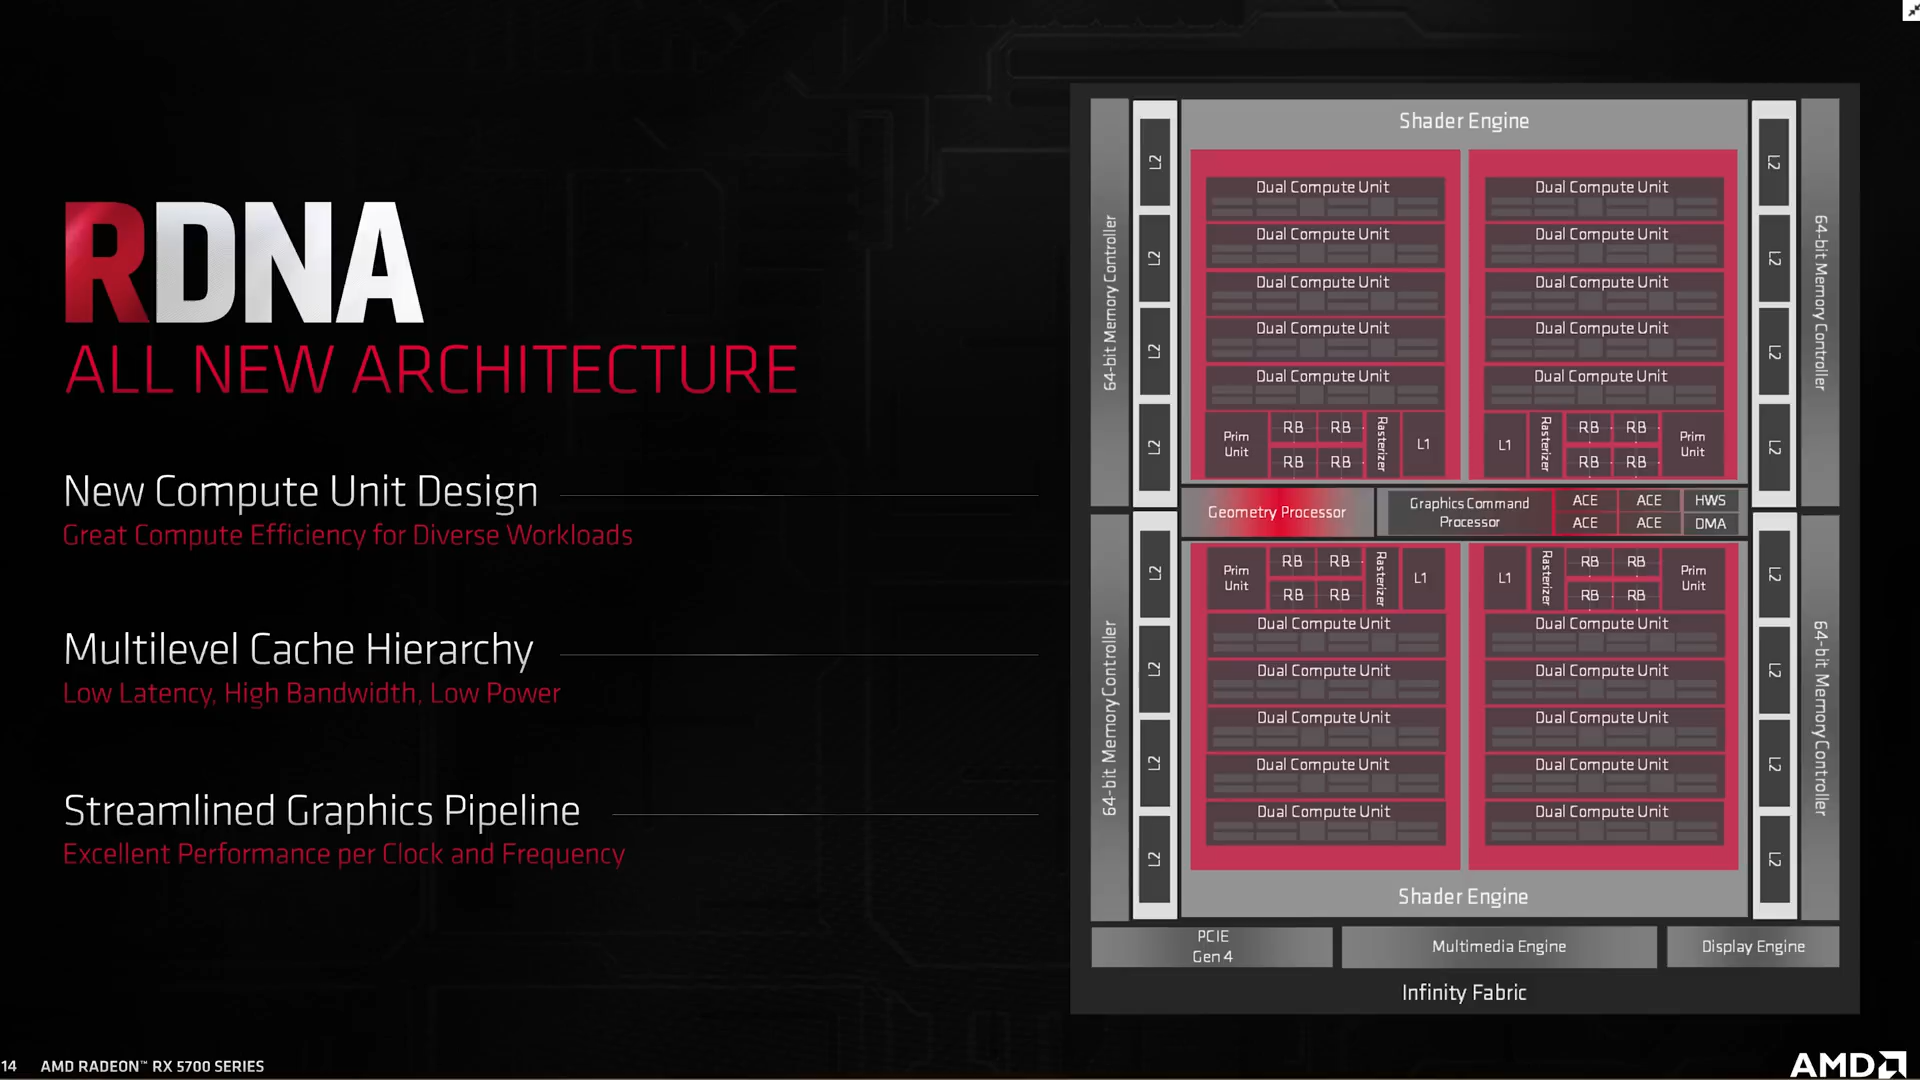 RDNA
ALL NEW ARCHITECTURE
New Compute Unit Design
Great Compute Efficiency for Diverse Workloads
Multilevel Cache Hierarchy
Low Latency, High Bandwidth, Low Power
Streamlined Graphics Pipeline
Excellent Performance per Clock and Frequency
Shader Engine
64-bit Memory Controller
L2
L2
L2
L2
Dual Compute Unit
Dual Compute Unit
Dual Compute Unit
Dual Compute Unit
Dual Compute Unit
Prim
Unit
RB RB
RB RB
Rasterizer
L1
Dual Compute Unit
Dual Compute Unit
Dual Compute Unit
Dual Compute Unit
Dual Compute Unit
L1
Rasterizer
RB RB
RB RB
Prim
Unit
L2
L2
L2
L2
64-bit Memory Controller
Geometry Processor
Graphics Command
Processor
ACE ACE HWS
ACE ACE DMA
64-bit Memory Controller
L2
L2
L2
L2
Prim
Unit
RB RB
RB RB
Rasterizer
L1
Dual Compute Unit
Dual Compute Unit
Dual Compute Unit
Dual Compute Unit
Dual Compute Unit
L1
Rasterizer
RB RB
RB RB
Prim
Unit
Dual Compute Unit
Dual Compute Unit
Dual Compute Unit
Dual Compute Unit
Dual Compute Unit
L2
L2
L2
L2
64-bit Memory Controller
Shader Engine
PCIE
Gen 4
Multimedia Engine
Display Engine
Infinity Fabric
14 AMD RADEON™ RX 5700 SERIES
AMD